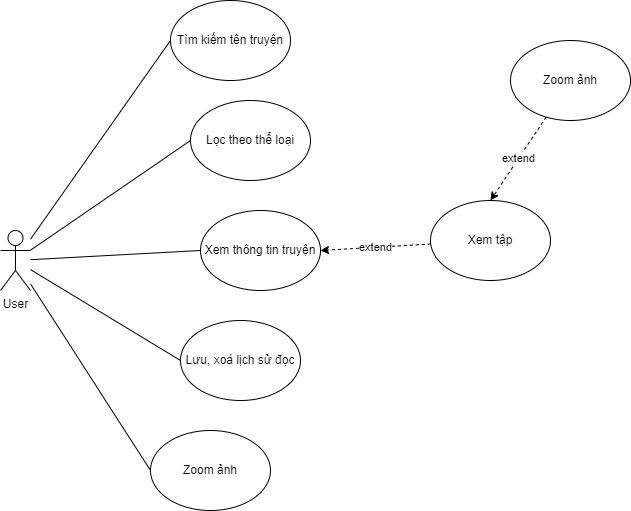 Tìm kiếm tên truyện
Zoom ảnh
Lọc theo thể loại
extend
Xem thông tin truyện
extend
Xem tập
User
Lưu, xoá lịch sử đọc
Zoom ảnh